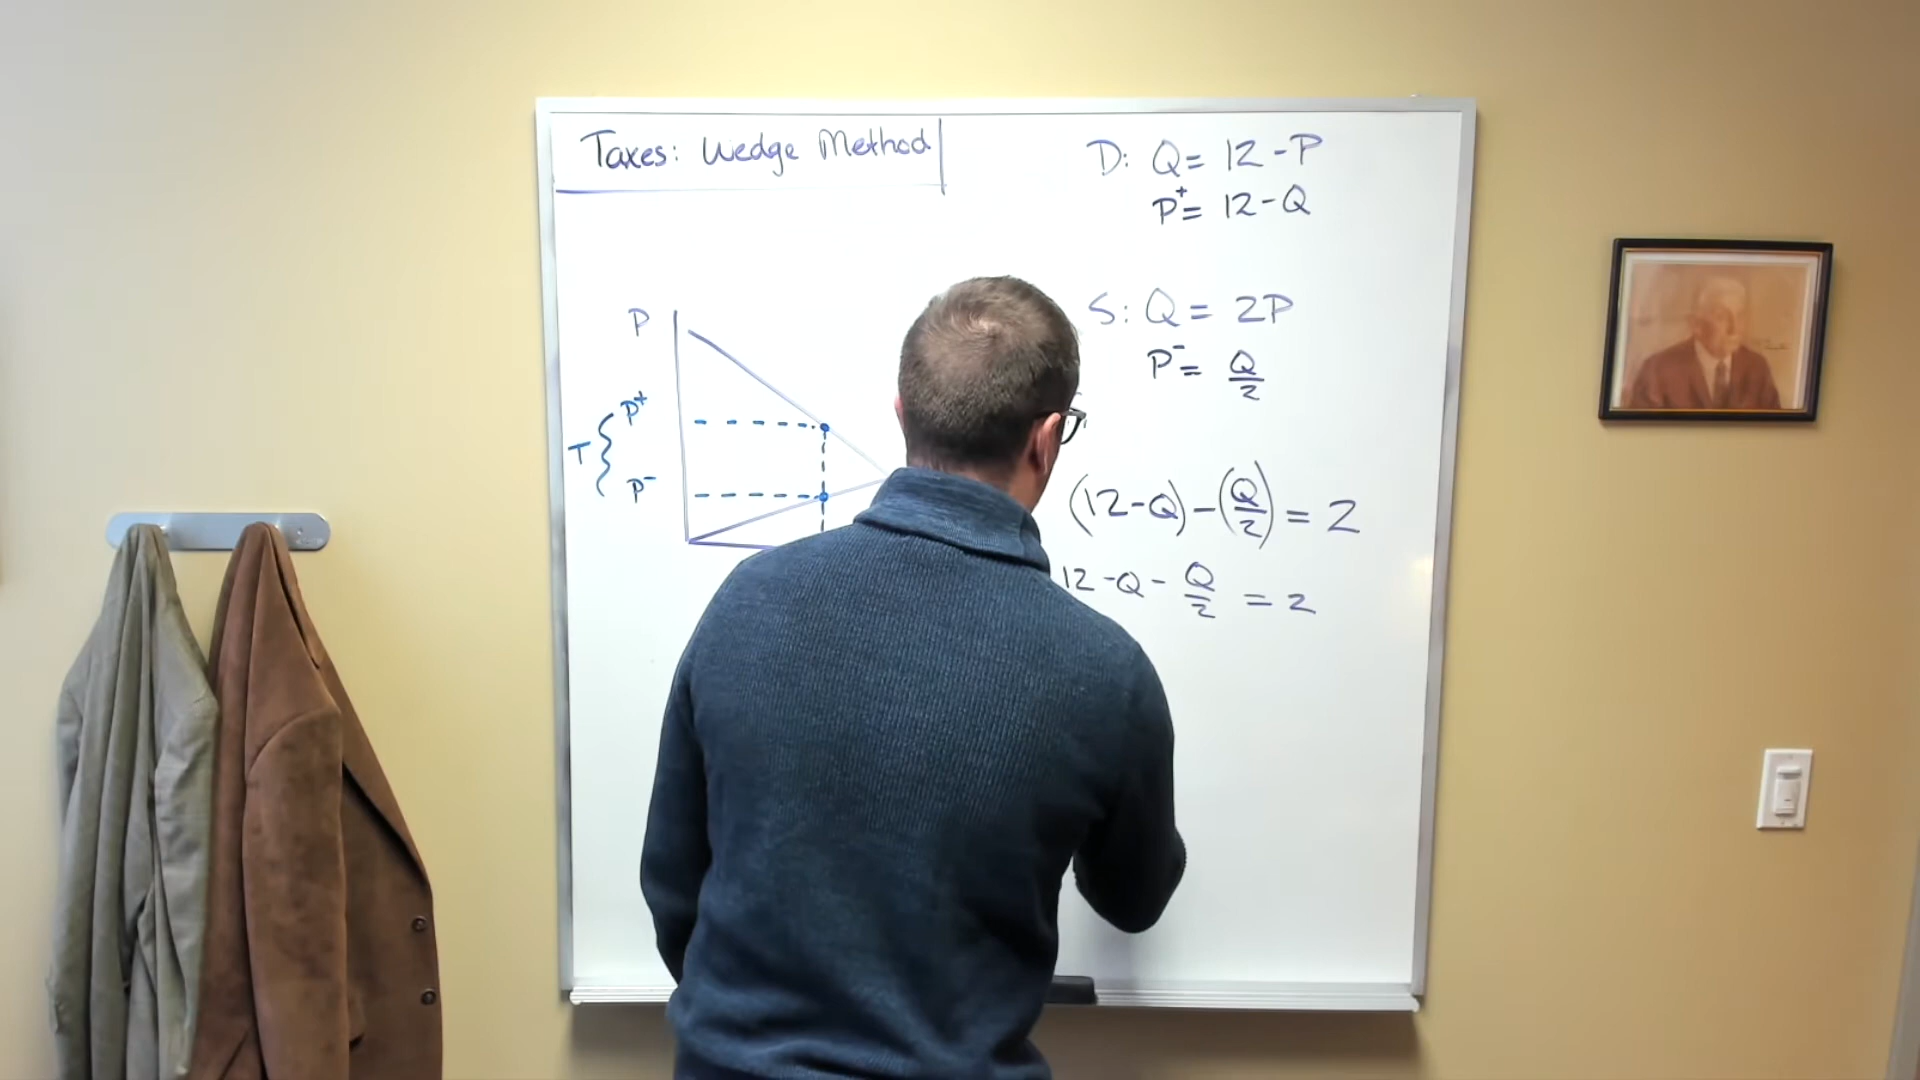 Taxes: Wedge Method
D: Q = 12 - P
P⁺ = 12 - Q
S: Q = 2P
P⁻ = Q/2
P
P⁺
T {
P⁻
(12 - Q) - (Q/2) = 2
12 - Q - Q/2 = 2